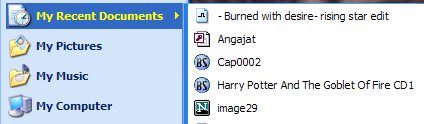 My Recent Documents
My Pictures
My Music
My Computer
- Burned with desire- rising star edit
Angajat
Cap0002
Harry Potter And The Goblet Of Fire CD1
image29